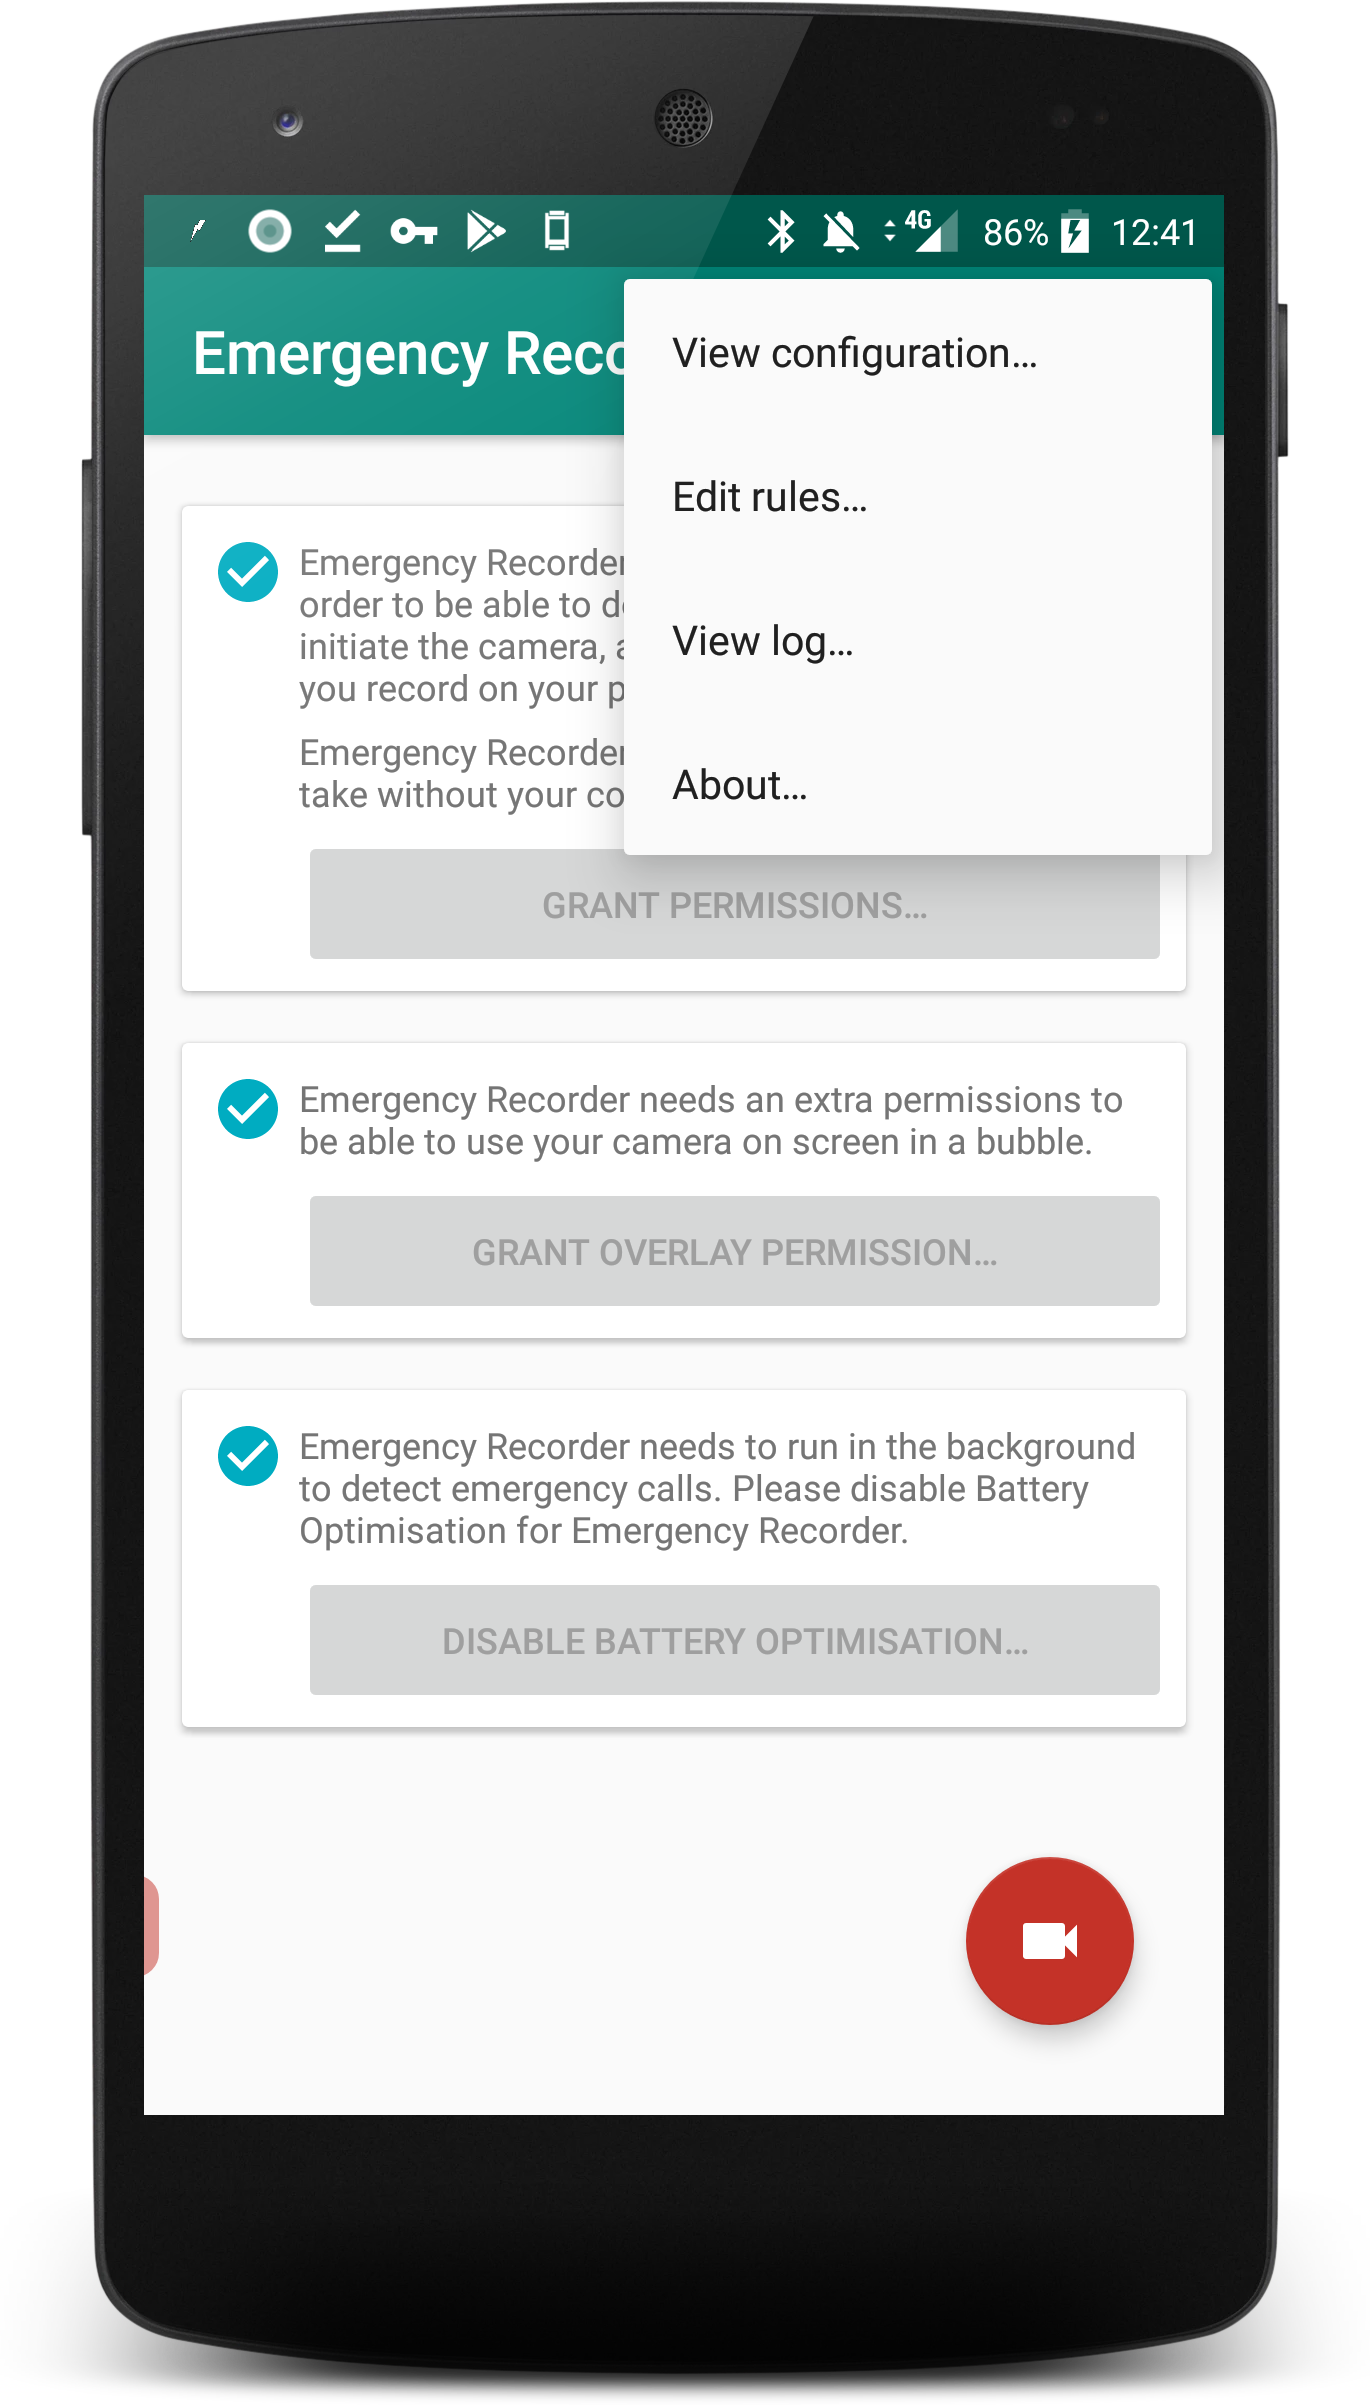 4G 86% 12:41
Emergency Reco
View configuration...
Edit rules...
View log...
About...
Emergency Recorder
order to be able to d
initiate the camera, a
you record on your p
Emergency Recorder
take without your co
GRANT PERMISSIONS...
Emergency Recorder needs an extra permissions to
be able to use your camera on screen in a bubble.
GRANT OVERLAY PERMISSION...
Emergency Recorder needs to run in the background
to detect emergency calls. Please disable Battery
Optimisation for Emergency Recorder.
DISABLE BATTERY OPTIMISATION...